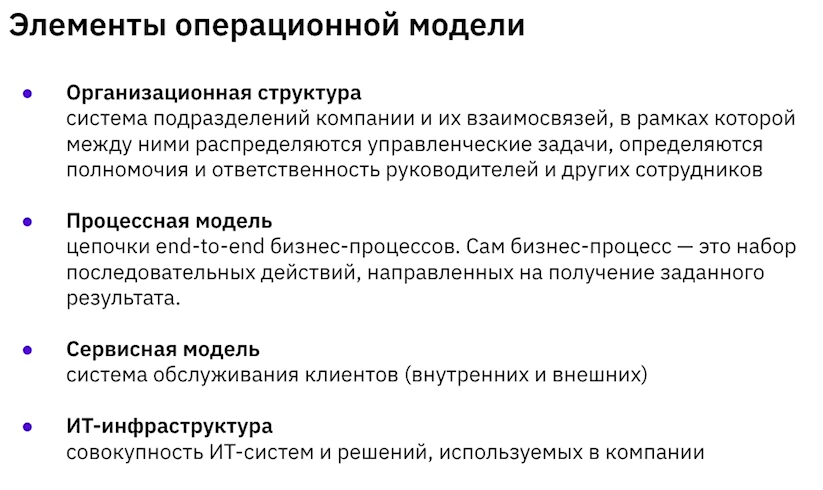 Элементы операционной модели
Организационная структура
система подразделений компании и их взаимосвязей, в рамках которой
между ними распределяются управленческие задачи, определяются
полномочия и ответственность руководителей и других сотрудников
Процессная модель
цепочки end-to-end бизнес-процессов. Сам бизнес-процесс — это набор
последовательных действий, направленных на получение заданного
результата.
Сервисная модель
система обслуживания клиентов (внутренних и внешних)
ИТ-инфраструктура
совокупность ИТ-систем и решений, используемых в компании